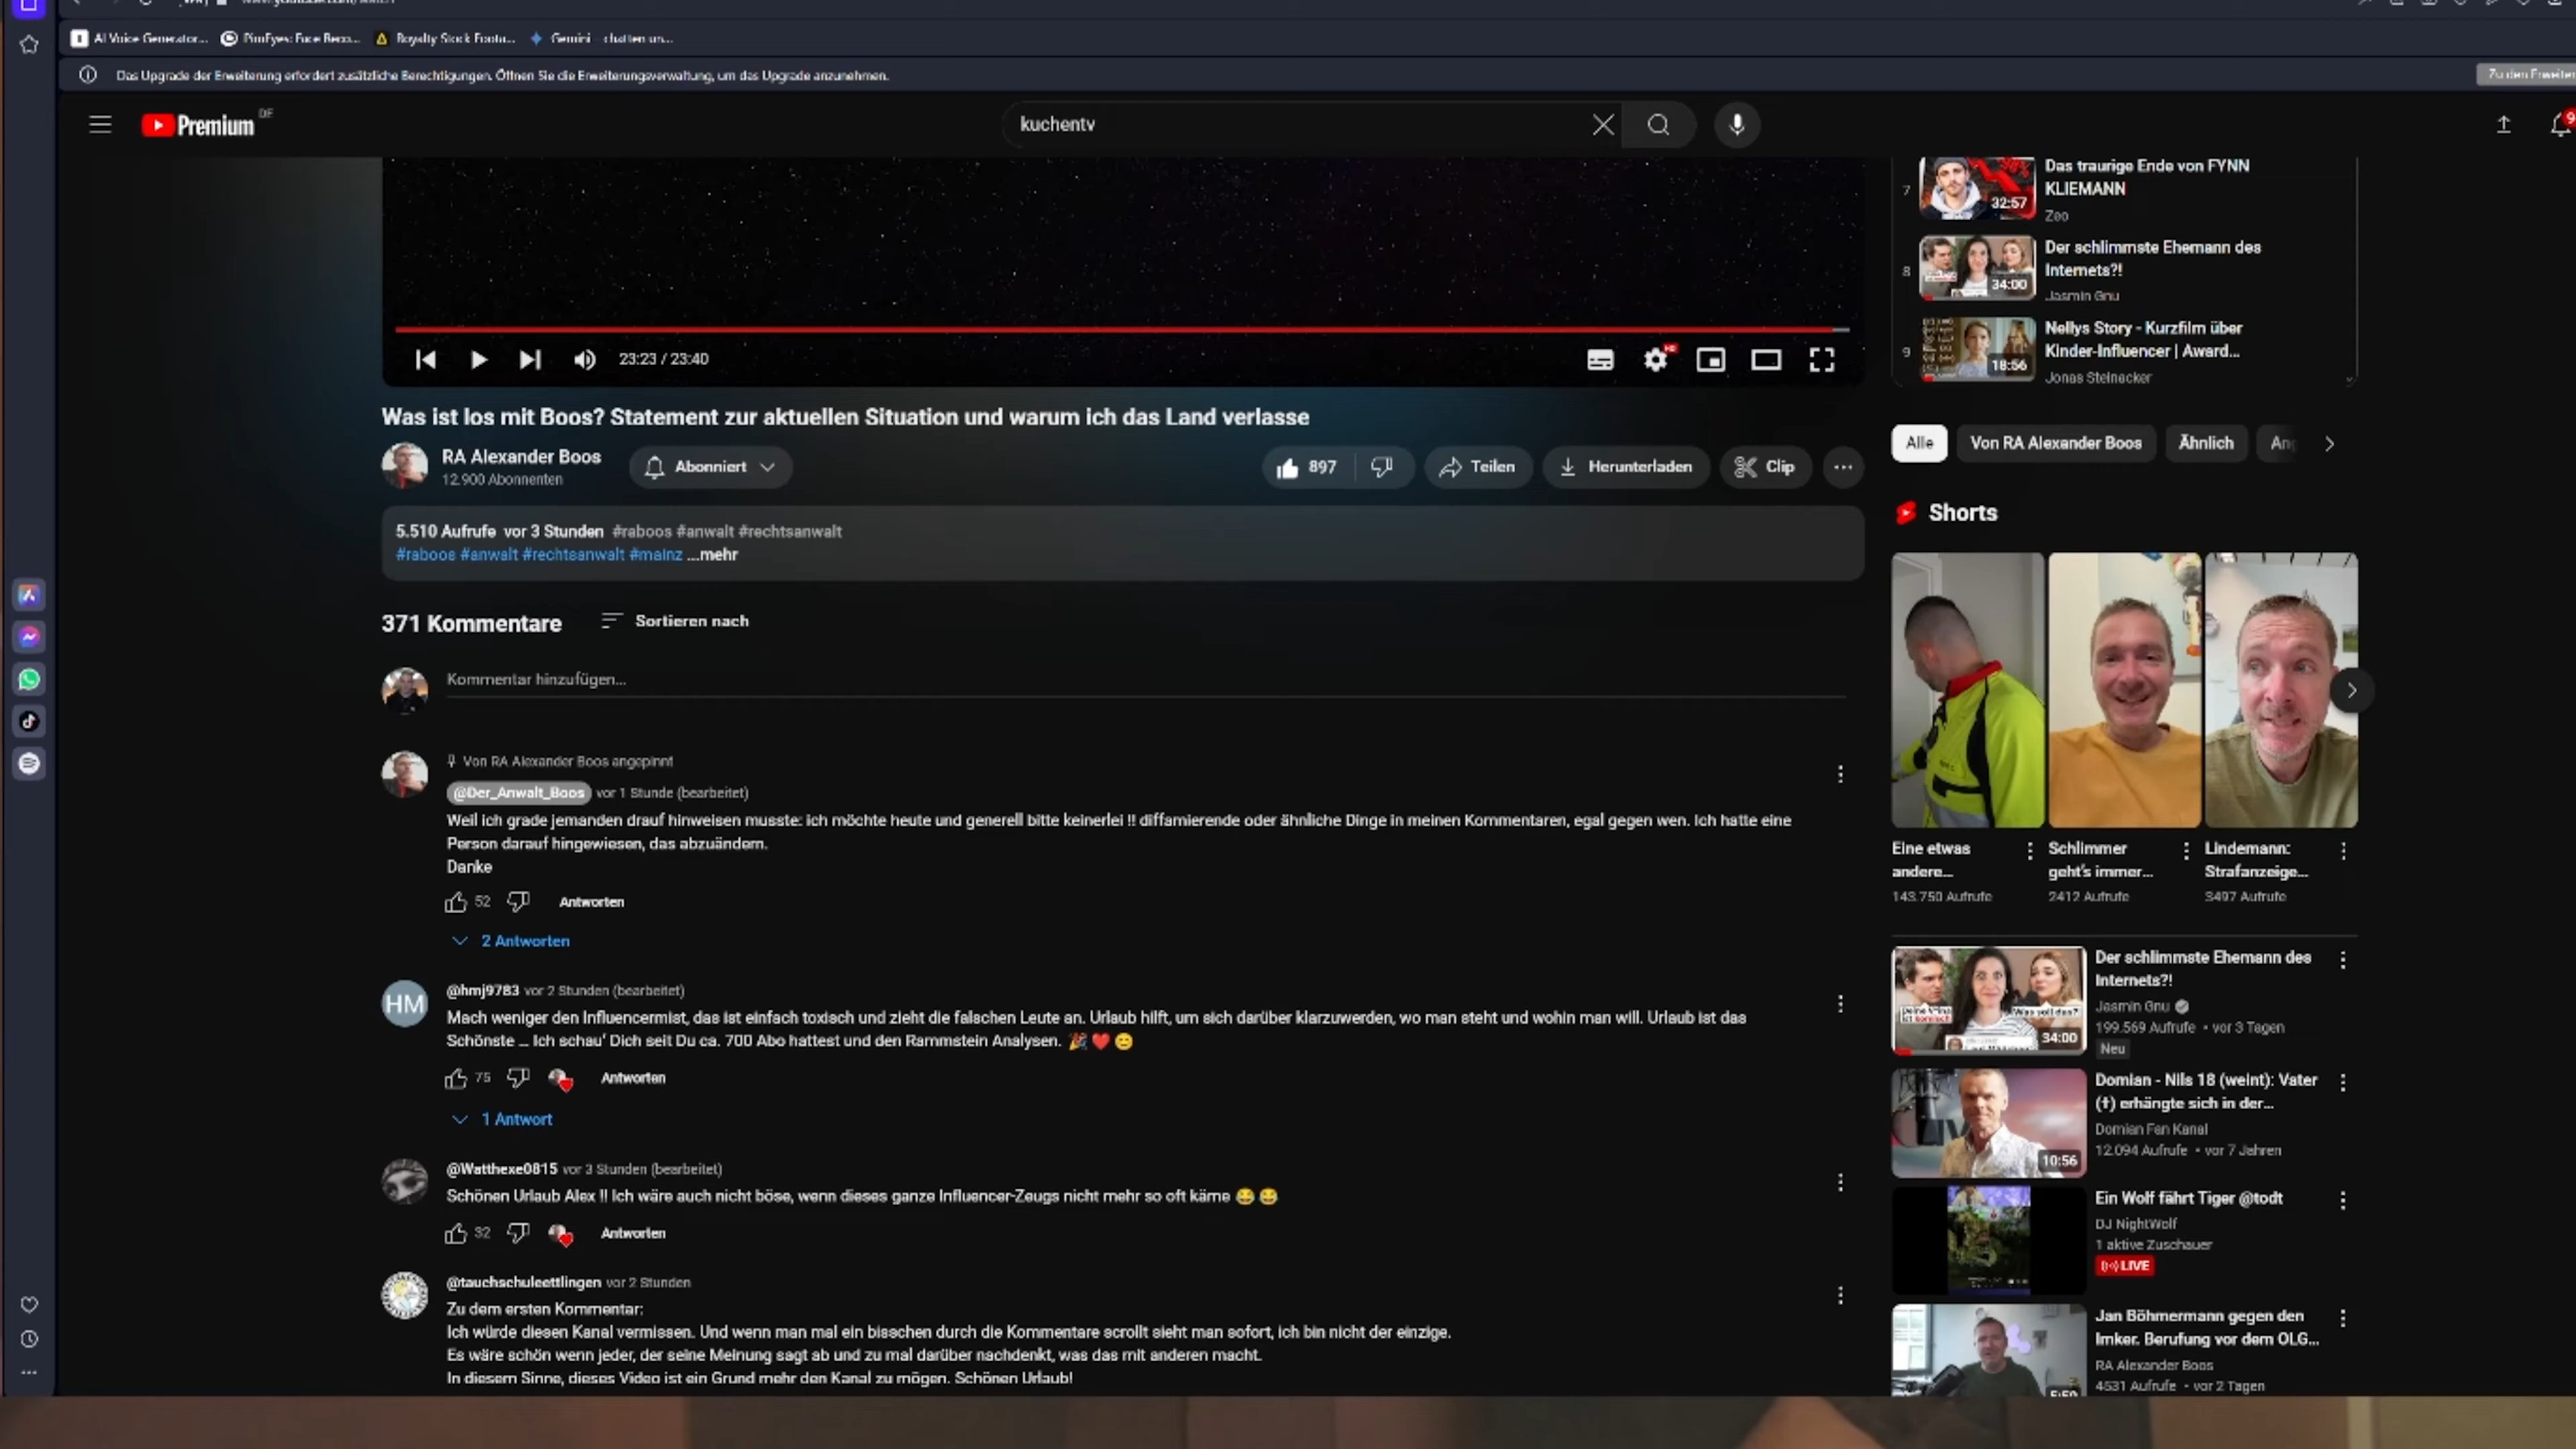 AI Voice Generator...
PimEyes: Face Reco...
Royalty Stock Foota...
Gemini
chatten un...
Das Upgrade der Erweiterung erfordert zusätzliche Berechtigungen. Öffnen Sie die Erweiterungsverwaltung, um das Upgrade anzunehmen.
Zu den
Premium DE
kuchentv
9
7
Das traurige Ende von FYNN
KLIEMANN
Zeo
32:57
8
Der schlimmste Ehemann des
Internets?!
Jasmin Gnu
34:00
9
Nellys Story - Kurzfilm über
Kinder-Influencer | Award...
Jonas Steinacker
18:56
23:23 / 23:40
HD
Was ist los mit Boos? Statement zur aktuellen Situation und warum ich das Land verlasse
RA Alexander Boos
12.900 Abonnenten
Abonniert
897
Teilen
Herunterladen
Clip
5.510 Aufrufe vor 3 Stunden #raboos #anwalt #rechtsanwalt
#raboos #anwalt #rechtsanwalt #mainz ...mehr
371 Kommentare
Sortieren nach
Kommentar hinzufügen...
Von RA Alexander Boos angepinnt
@Der_Anwalt_Boos vor 1 Stunde (bearbeitet)
Weil ich grade jemanden drauf hinweisen musste: ich möchte heute und generell bitte keinerlei !! diffamierende oder ähnliche Dinge in meinen Kommentaren, egal gegen wen. Ich hatte eine
Person darauf hingewiesen, das abzuändern.
Danke
52
Antworten
2 Antworten
HM
@hmj9783 vor 2 Stunden (bearbeitet)
Mach weniger den Influencermist, das ist einfach toxisch und zieht die falschen Leute an. Urlaub hilft, um sich darüber klarzuwerden, wo man steht und wohin man will. Urlaub ist das
Schönste ... Ich schau' Dich seit Du ca. 700 Abo hattest und den Rammstein Analysen. 🎉❤️😊
75
Antworten
1 Antwort
@Watthexe0815 vor 3 Stunden (bearbeitet)
Schönen Urlaub Alex !! Ich wäre auch nicht böse, wenn dieses ganze Influencer-Zeugs nicht mehr so oft käme 😂 😂
32
Antworten
@tauchschuleettlingen vor 2 Stunden
Zu dem ersten Kommentar:
Ich würde diesen Kanal vermissen. Und wenn man mal ein bisschen durch die Kommentare scrollt sieht man sofort, ich bin nicht der einzige.
Es wäre schön wenn jeder, der seine Meinung sagt ab und zu mal darüber nachdenkt, was das mit anderen macht.
In diesem Sinne, dieses Video ist ein Grund mehr den Kanal zu mögen. Schönen Urlaub!
Alle
Von RA Alexander Boos
Ähnlich
Shorts
Eine etwas
andere...
143.750 Aufrufe
Schlimmer
geht's immer...
2412 Aufrufe
Lindemann:
Strafanzeige...
3497 Aufrufe
Was soll das?
34:00
Der schlimmste Ehemann des
Internets?!
Jasmin Gnu
199.569 Aufrufe • vor 3 Tagen
Neu
10:56
Domian - Nils 18 (weint): Vater
(†) erhängte sich in der...
Domian Fan Kanal
12.094 Aufrufe • vor 7 Jahren
Ein Wolf fährt Tiger @todt
DJ NightWolf
1 aktive Zuschauer
LIVE
Jan Böhmermann gegen den
Imker. Berufung vor dem OLG...
RA Alexander Boos
4531 Aufrufe • vor 2 Tagen